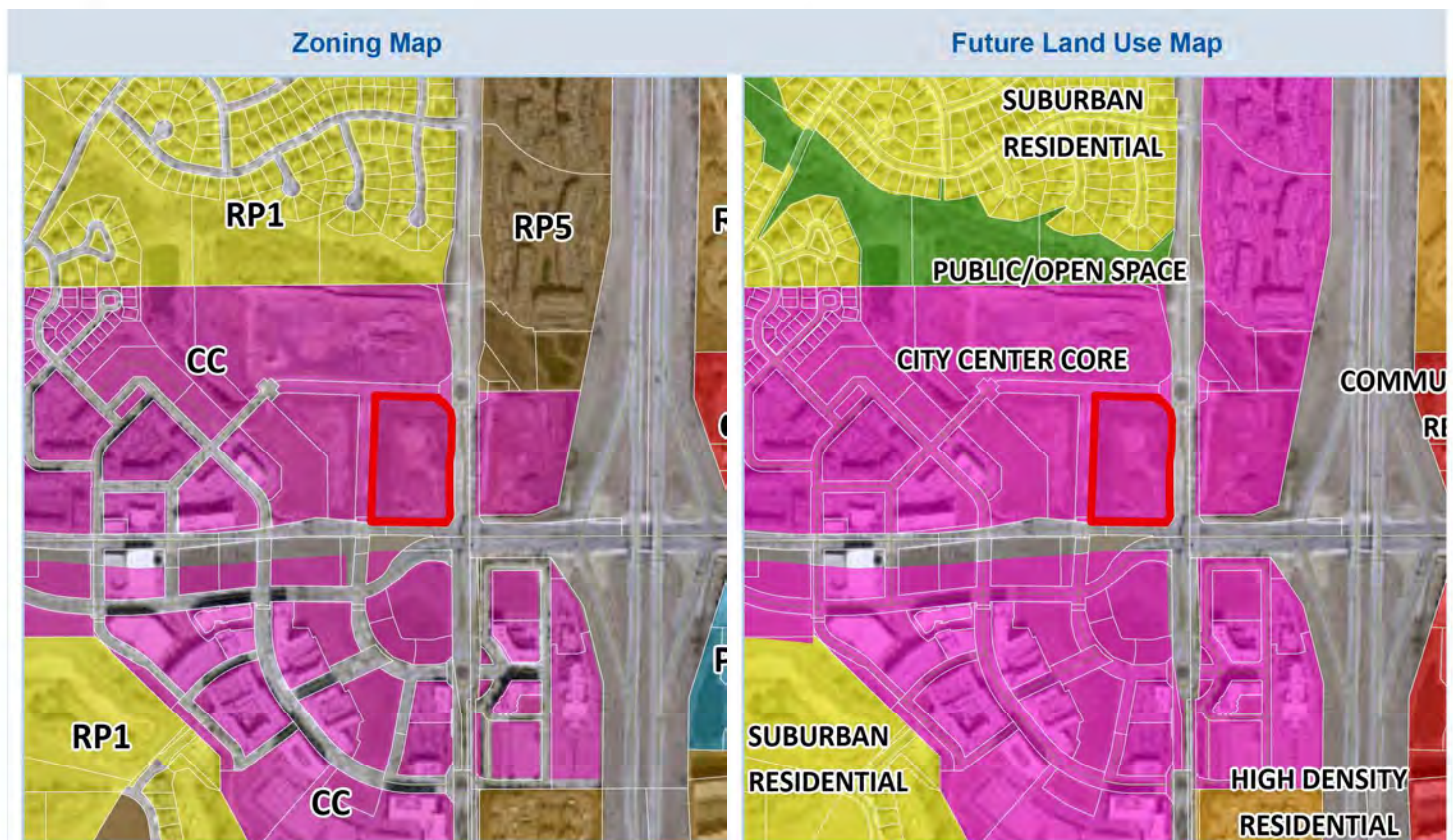 Zoning Map
Future Land Use Map
RP1
RP5
CC
RP1
CC
SUBURBAN
RESIDENTIAL
PUBLIC/OPEN SPACE
CITY CENTER CORE
COMMU
RE
SUBURBAN
RESIDENTIAL
HIGH DENSITY
RESIDENTIAL